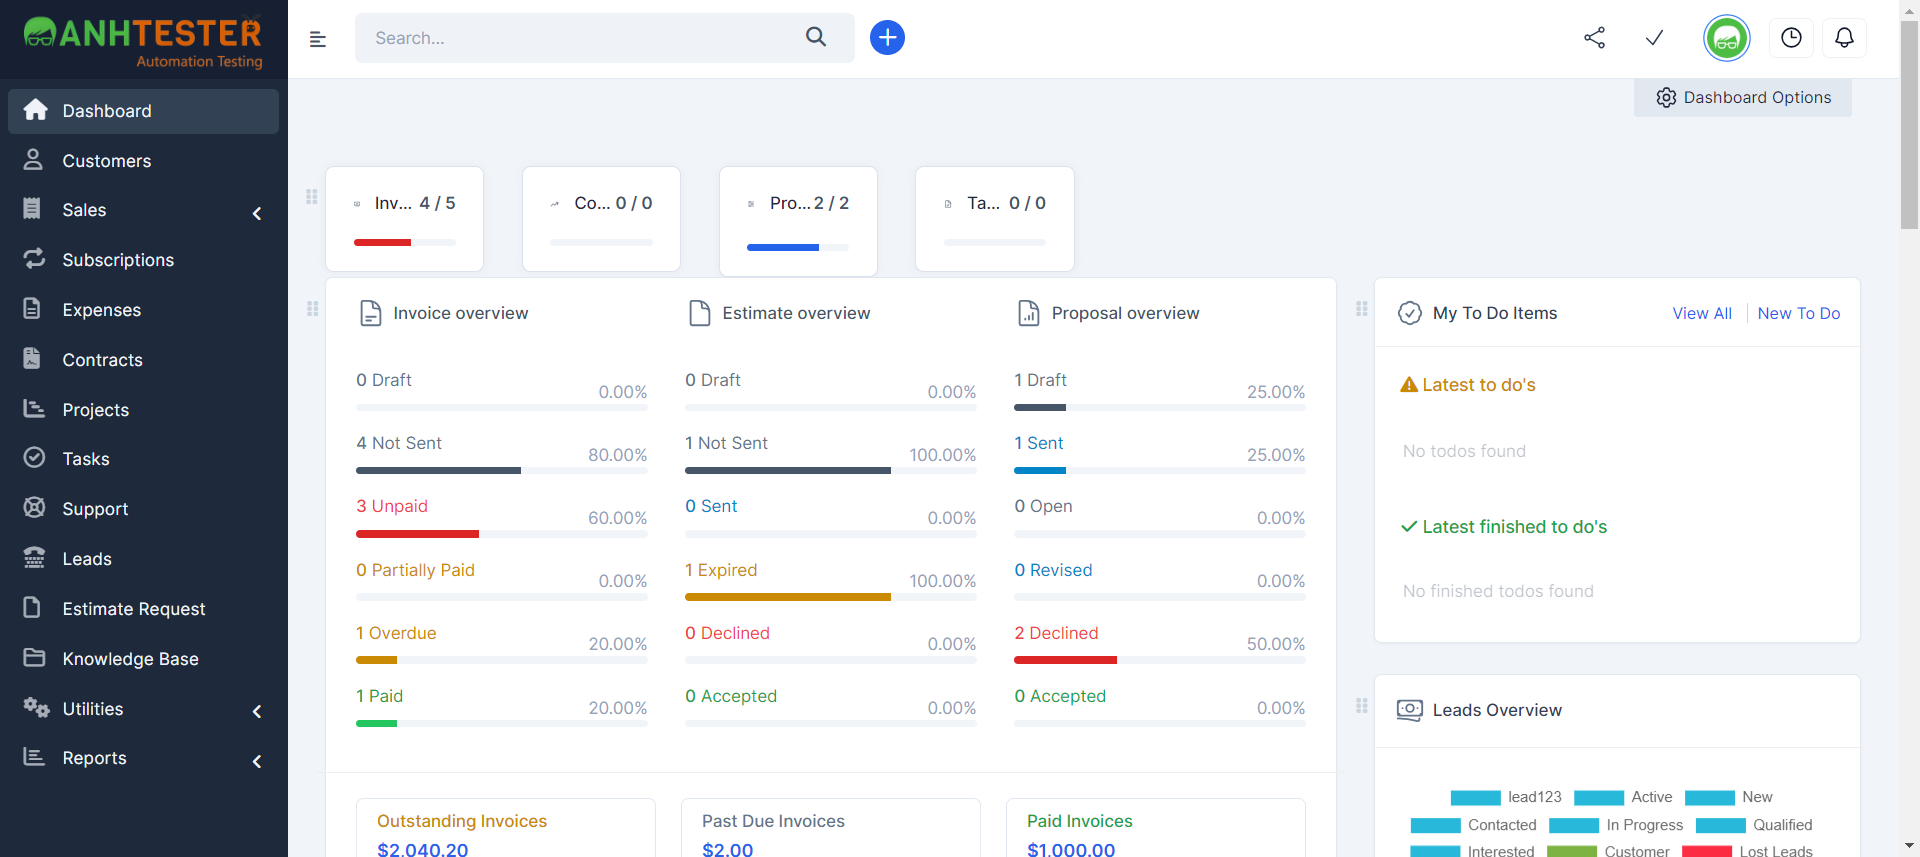 ANHTESTER
Automation Testing
Search...
Dashboard Options
Dashboard
Customers
Sales
Subscriptions
Expenses
Contracts
Projects
Tasks
Support
Leads
Estimate Request
Knowledge Base
Utilities
Reports
Inv... 4 / 5
Co... 0 / 0
Pro... 2 / 2
Ta... 0 / 0
Invoice overview
0 Draft 0.00%
4 Not Sent 80.00%
3 Unpaid 60.00%
0 Partially Paid 0.00%
1 Overdue 20.00%
1 Paid 20.00%
Estimate overview
0 Draft 0.00%
1 Not Sent 100.00%
0 Sent 0.00%
1 Expired 100.00%
0 Declined 0.00%
0 Accepted 0.00%
Proposal overview
1 Draft 25.00%
1 Sent 25.00%
0 Open 0.00%
0 Revised 0.00%
2 Declined 50.00%
0 Accepted 0.00%
Outstanding Invoices
$2,040.20
Past Due Invoices
$2.00
Paid Invoices
$1,000.00
My To Do Items View All New To Do
Latest to do's
No todos found
Latest finished to do's
No finished todos found
Leads Overview
lead123 Active New
Contacted In Progress Qualified
Interested Customer Lost Leads